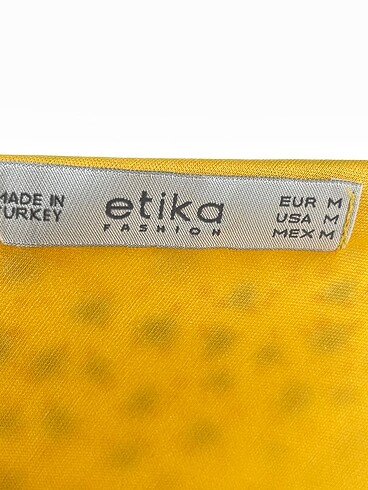 MADE IN
TURKEY
etika
FASHION
EUR M
USA M
MEX M